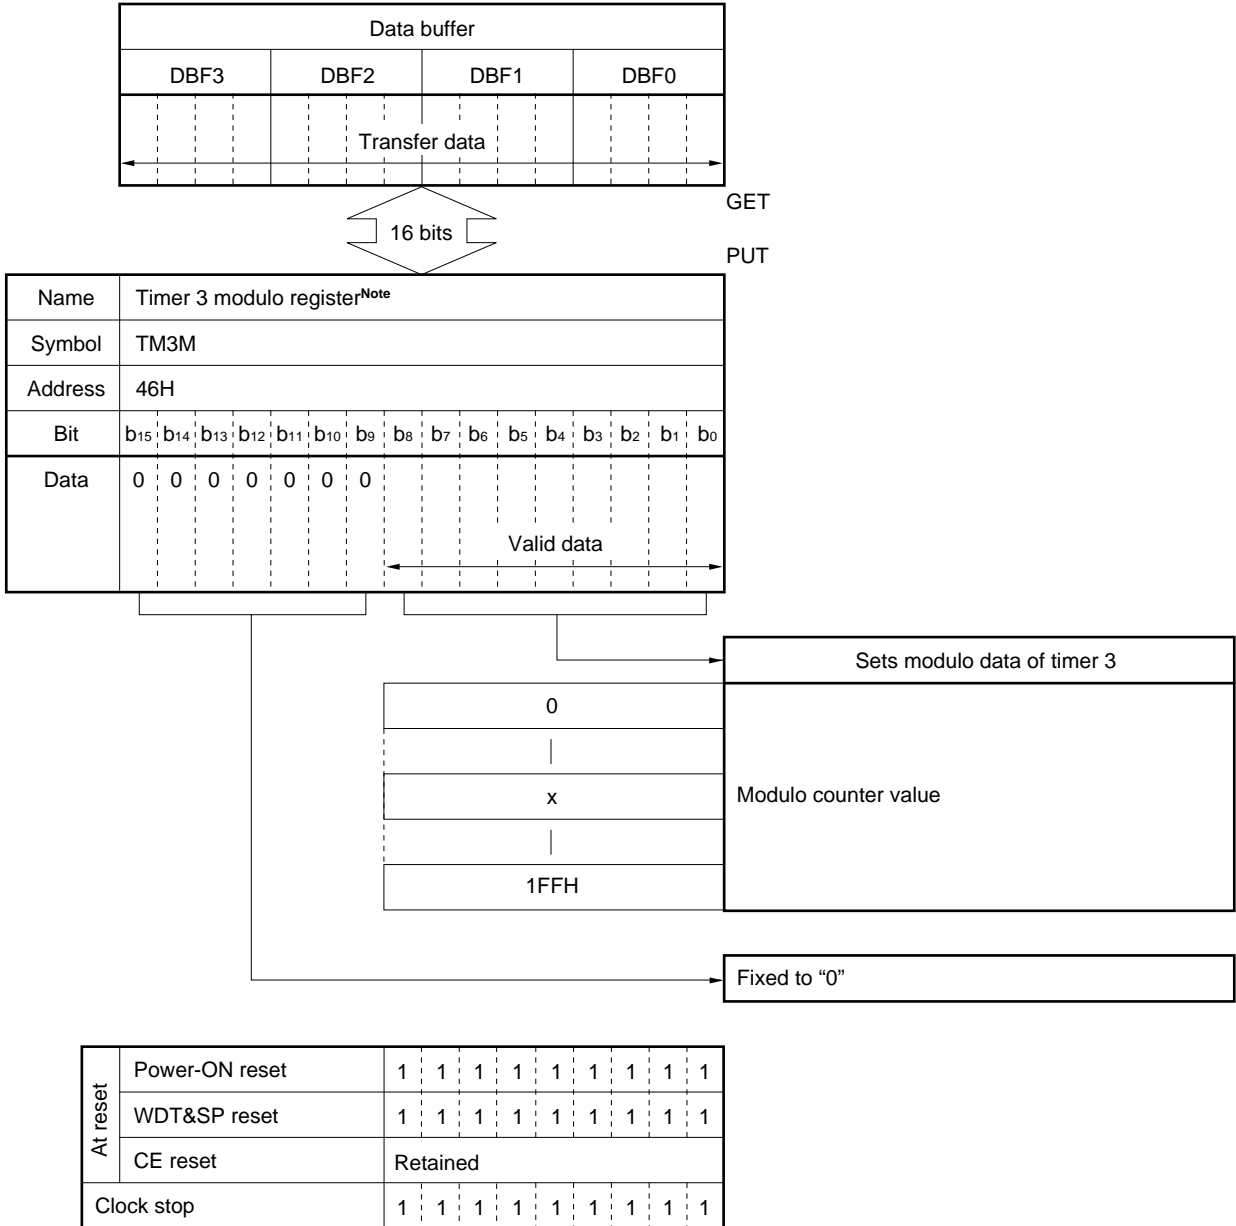 Data buffer
DBF3 DBF2 DBF1 DBF0
Transfer data
GET
16 bits
PUT
Name Timer 3 modulo registerNote
Symbol TM3M
Address 46H
Bit b15 b14 b13 b12 b11 b10 b9 b8 b7 b6 b5 b4 b3 b2 b1 b0
Data 0 0 0 0 0 0 0
Valid data
Sets modulo data of timer 3
0
x
Modulo counter value
1FFH
Fixed to “0”
At reset
Power-ON reset 1 1 1 1 1 1 1 1 1
WDT&SP reset 1 1 1 1 1 1 1 1 1
CE reset Retained
Clock stop 1 1 1 1 1 1 1 1 1